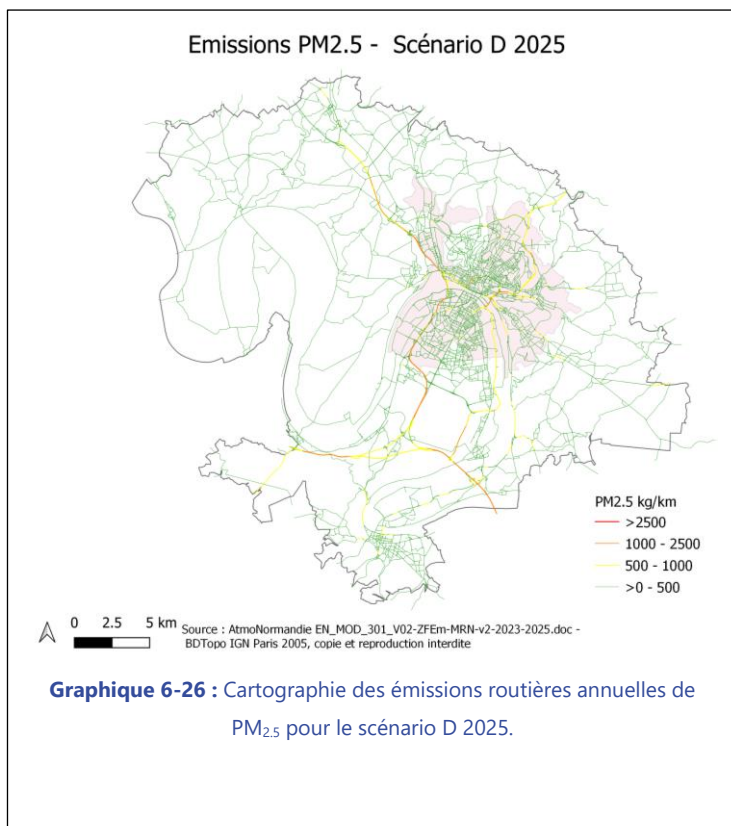 Emissions PM2.5 - Scénario D 2025
PM2.5 kg/km
>2500
1000 - 2500
500 - 1000
>0 - 500
0 2.5 5 km
Source : AtmoNormandie EN_MOD_301_V02-ZFEm-MRN-v2-2023-2025.doc -
BDTopo IGN Paris 2005, copie et reproduction interdite
Graphique 6-26 : Cartographie des émissions routières annuelles de
PM2.5 pour le scénario D 2025.